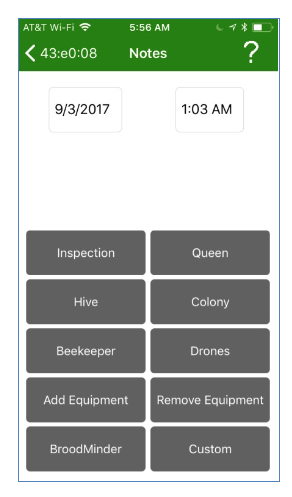 AT&T Wi-Fi 5:56 AM
43:e0:08 Notes ?
9/3/2017 1:03 AM
Inspection Queen
Hive Colony
Beekeeper Drones
Add Equipment Remove Equipment
BroodMinder Custom